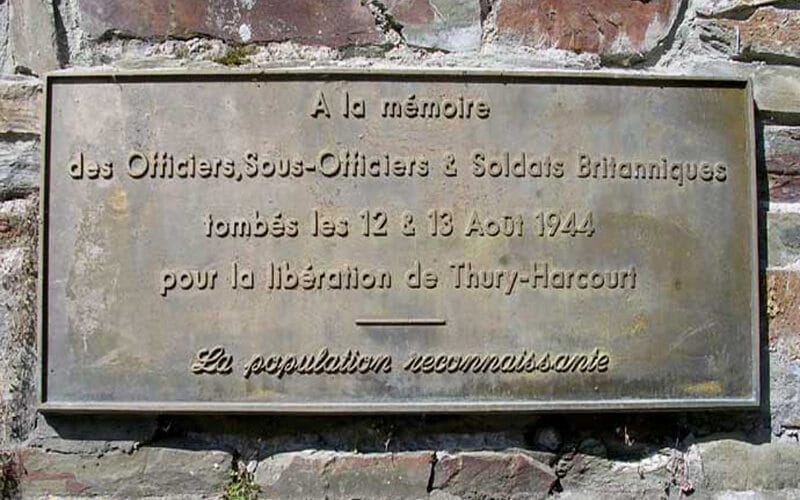 A la mémoire
des Officiers, Sous-Officiers & Soldats Britanniques
tombés les 12 & 13 Août 1944
pour la libération de Thury-Harcourt
La population reconnaissante